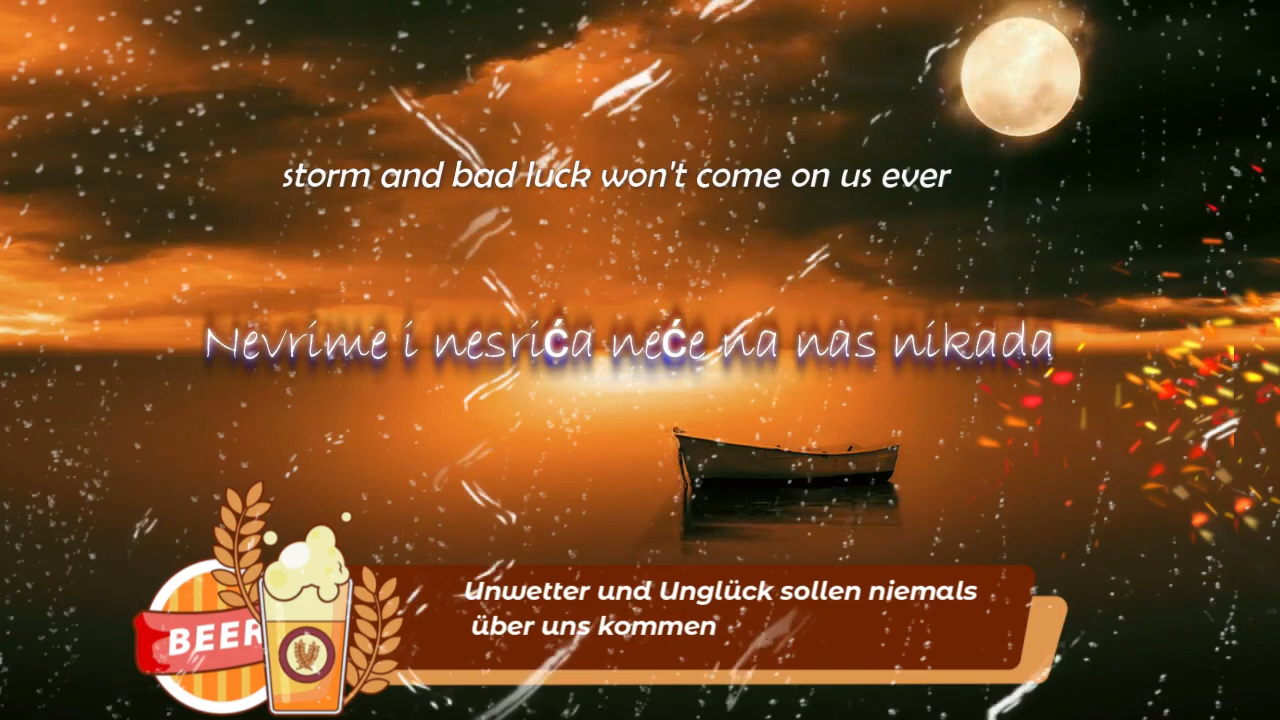 storm and bad luck won't come on us ever
Nevrime i nesrića neće na nas nikada
BEER
Unwetter und Unglück sollen niemals
über uns kommen